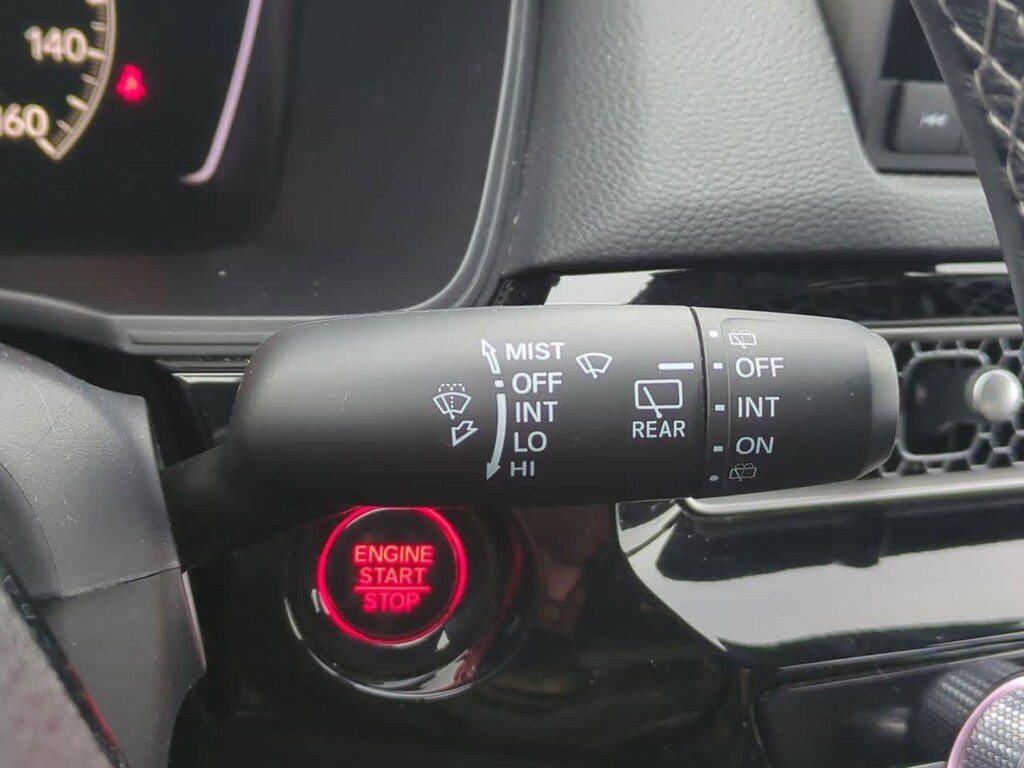 140
160
MIST
OFF
INT
LO
HI
REAR
OFF
INT
ON
ENGINE
START
STOP